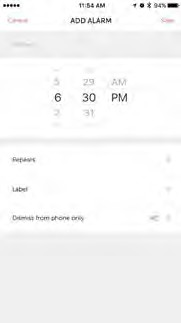 11:54 AM
94%
Cancel
ADD ALARM
5 29 AM
6 30 PM
31
Repeats
Label
Dismiss from phone only